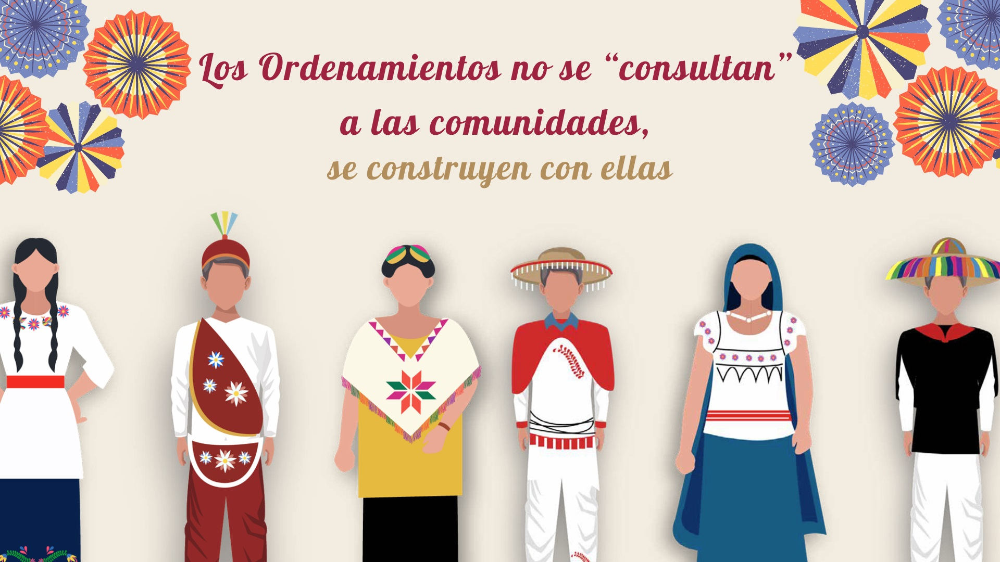 Los Ordenamientos no se “consultan”
a las comunidades,
se construyen con ellas